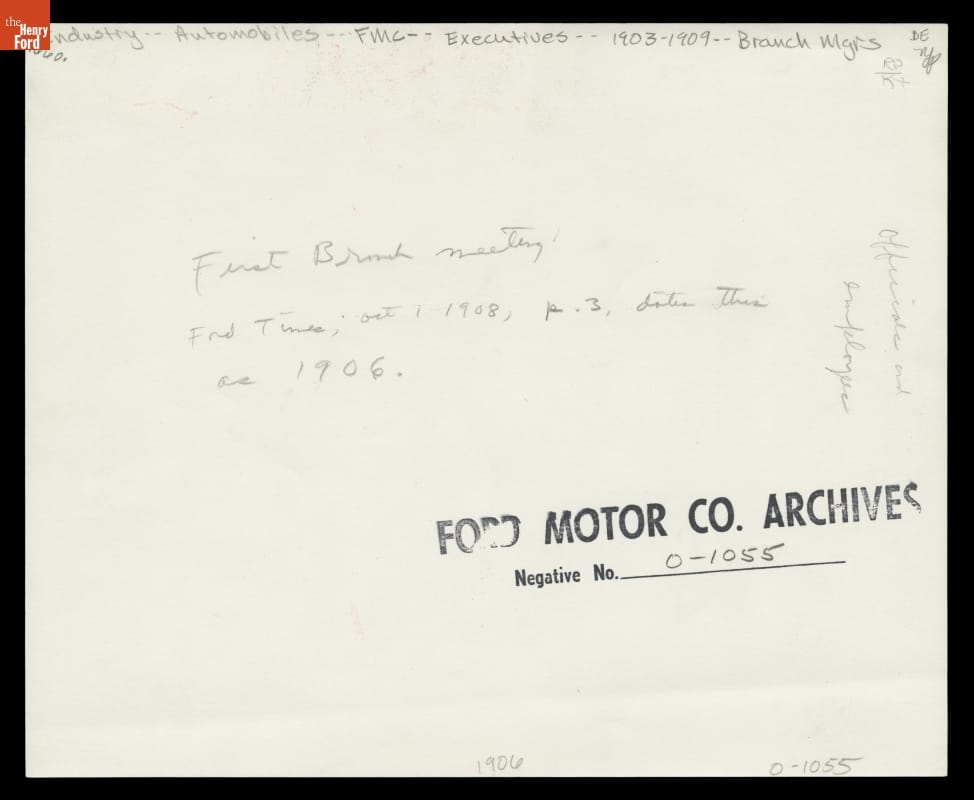 the Henry Ford
Industry -- Automobiles -- FMC -- Executives -- 1903-1909 -- Branch Mgrs
DE
First Branch meeting
Ford Times, Oct 1 1908, p.3, dates this
as 1906.
Officials and
employees
FORD MOTOR CO. ARCHIVES
Negative No. 0-1055
1906
0-1055